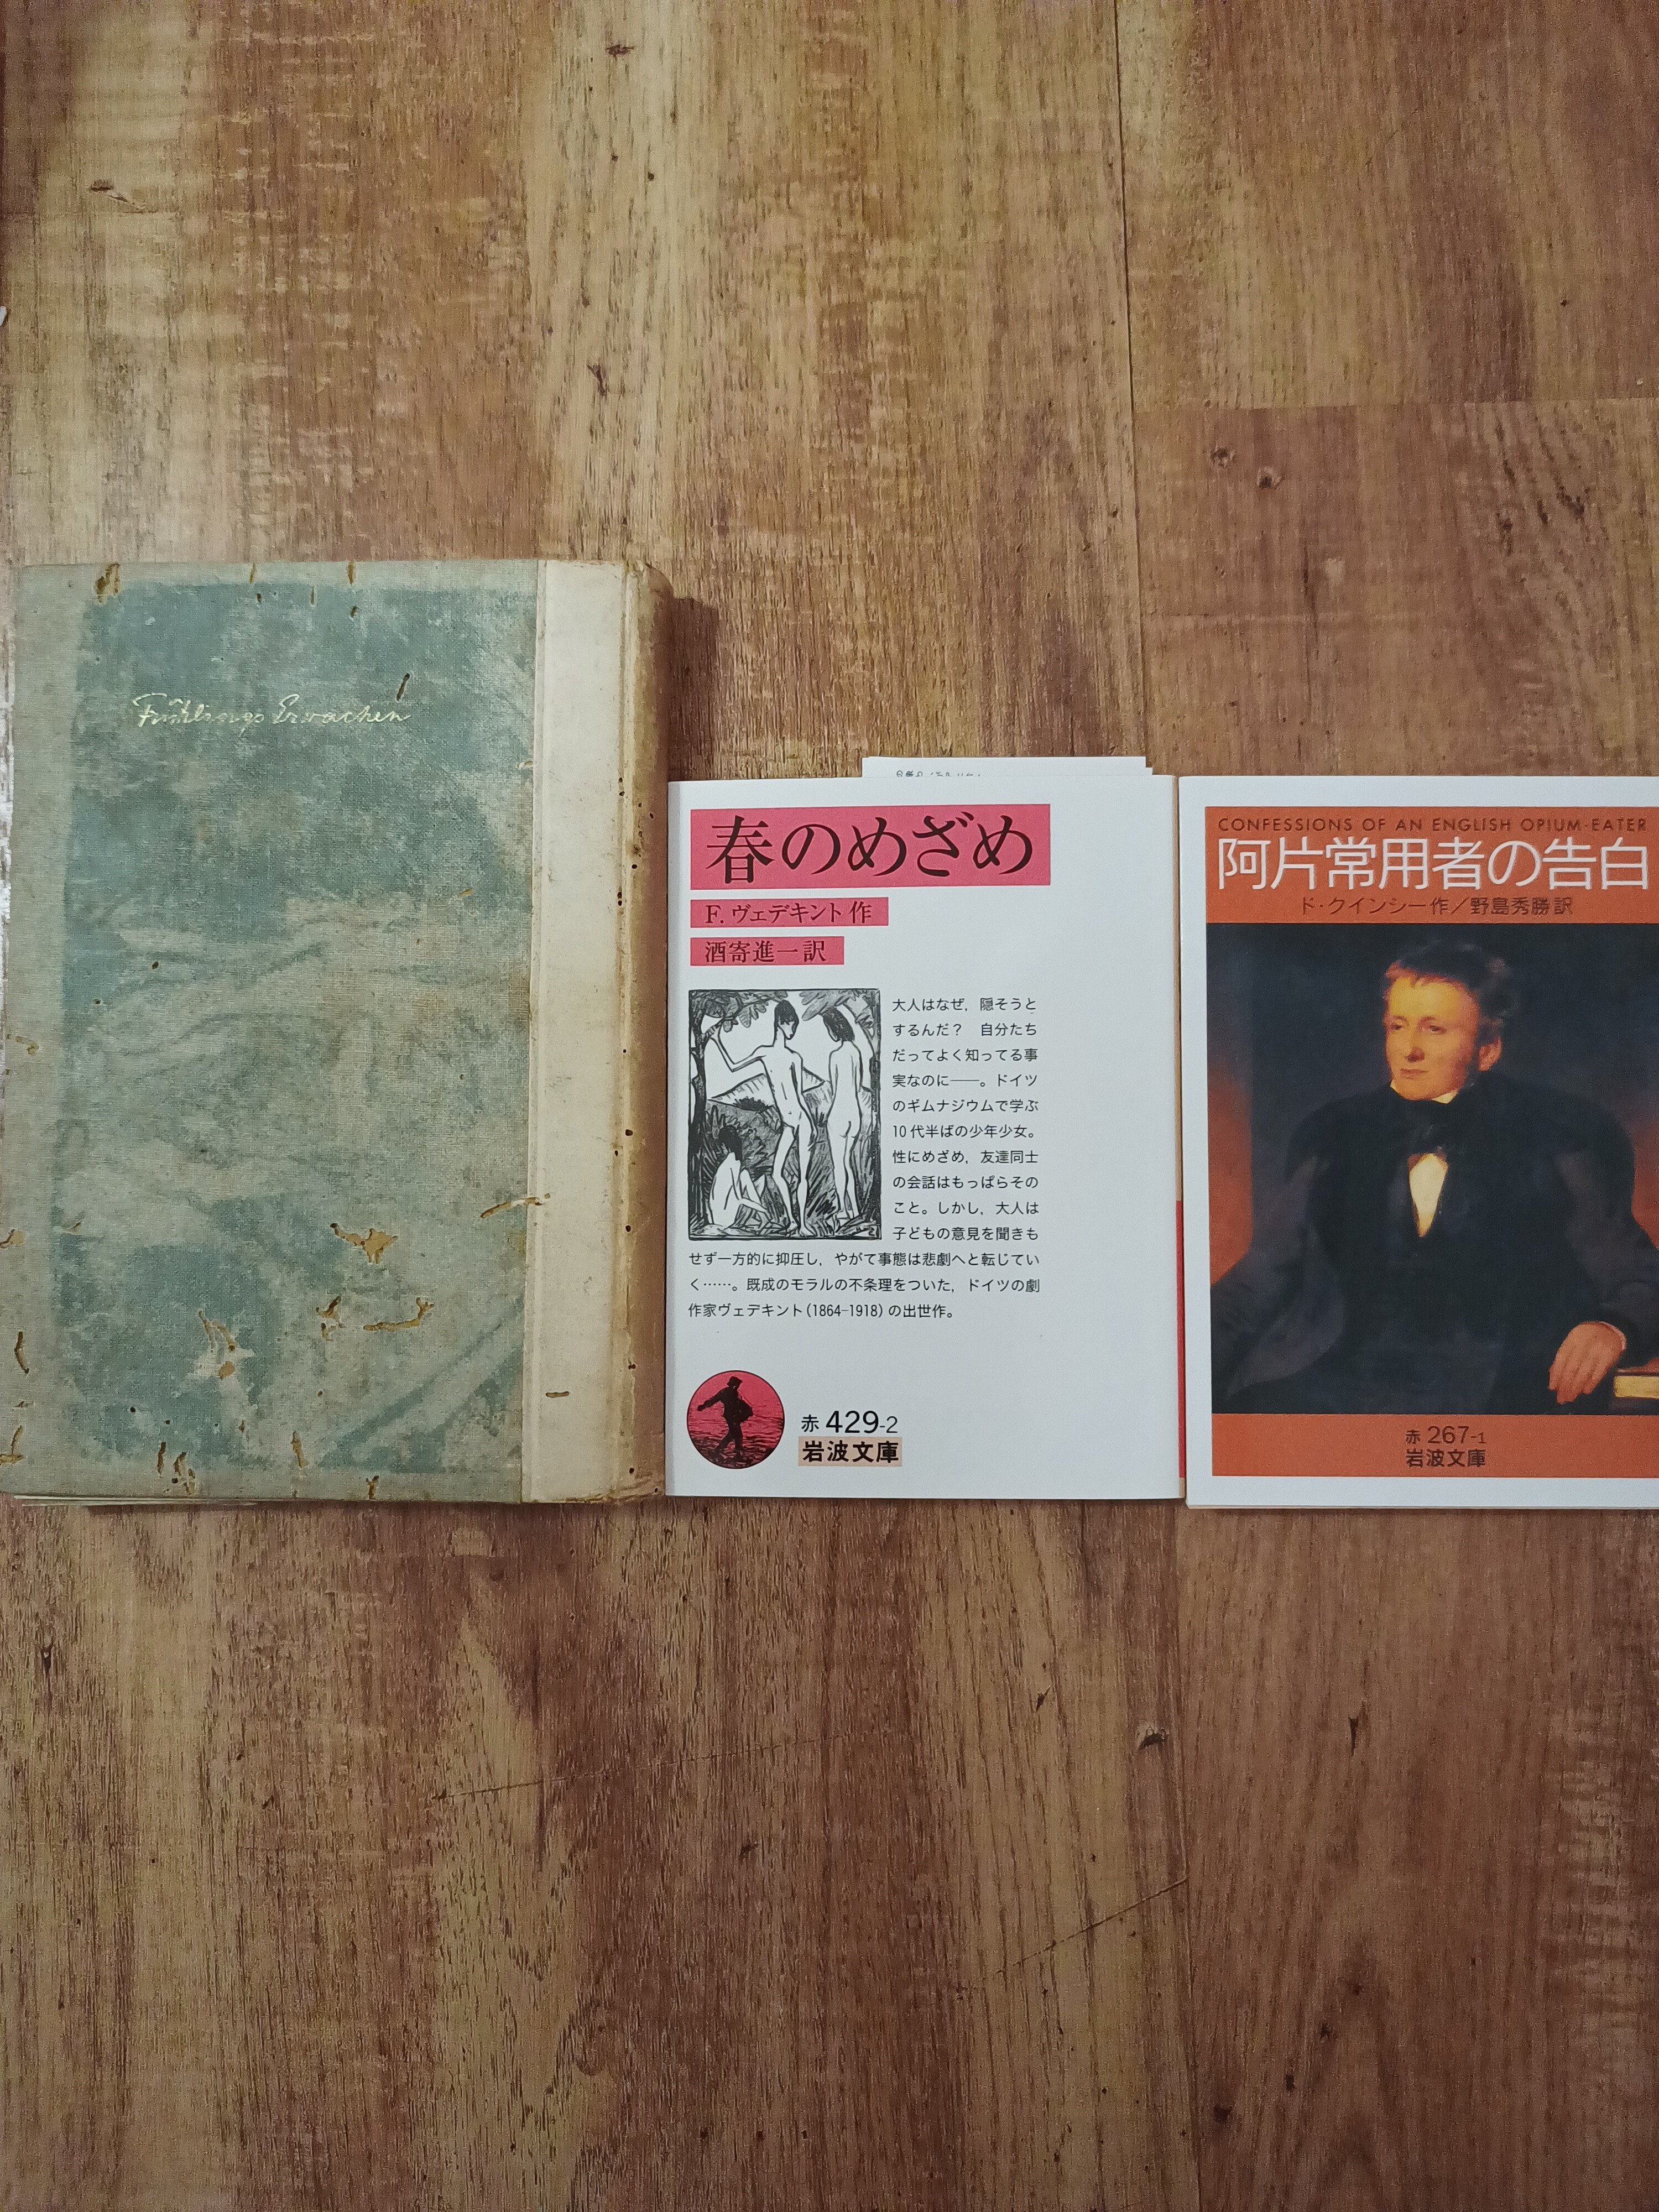 Frühlings Erwachen
春のめざめ
F. ヴェデキント 作
酒寄進一 訳
大人はなぜ，隠そうと
するんだ？　自分たち
だってよく知ってる事
実なのに──。ドイツ
のギムナジウムで学ぶ
10代半ばの少年少女。
性にめざめ，友達同士
の会話はもっぱらその
こと。しかし，大人は
子どもの意見を聞きも
せず一方的に抑圧し，やがて事態は悲劇へと転じてい
く……。既成のモラルの不条理をついた，ドイツの劇
作家ヴェデキント(1864-1918)の出世作。
赤 429-2
岩波文庫
CONFESSIONS OF AN ENGLISH OPIUM-EATER
阿片常用者の告白
ド・クインシー作／野島秀勝訳
赤 267-1
岩波文庫